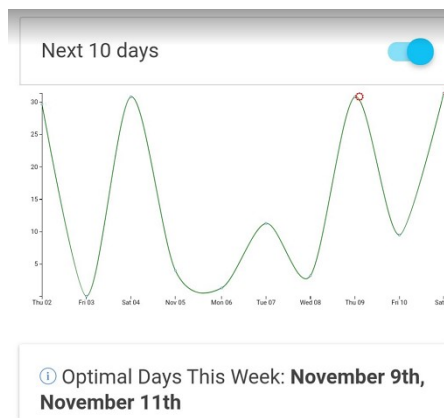 Next 10 days
30
25
20
15
10
5
Thu 02 Fri 03 Sat 04 Nov 05 Mon 06 Tue 07 Wed 08 Thu 09 Fri 10 Sat
Optimal Days This Week: November 9th,
November 11th